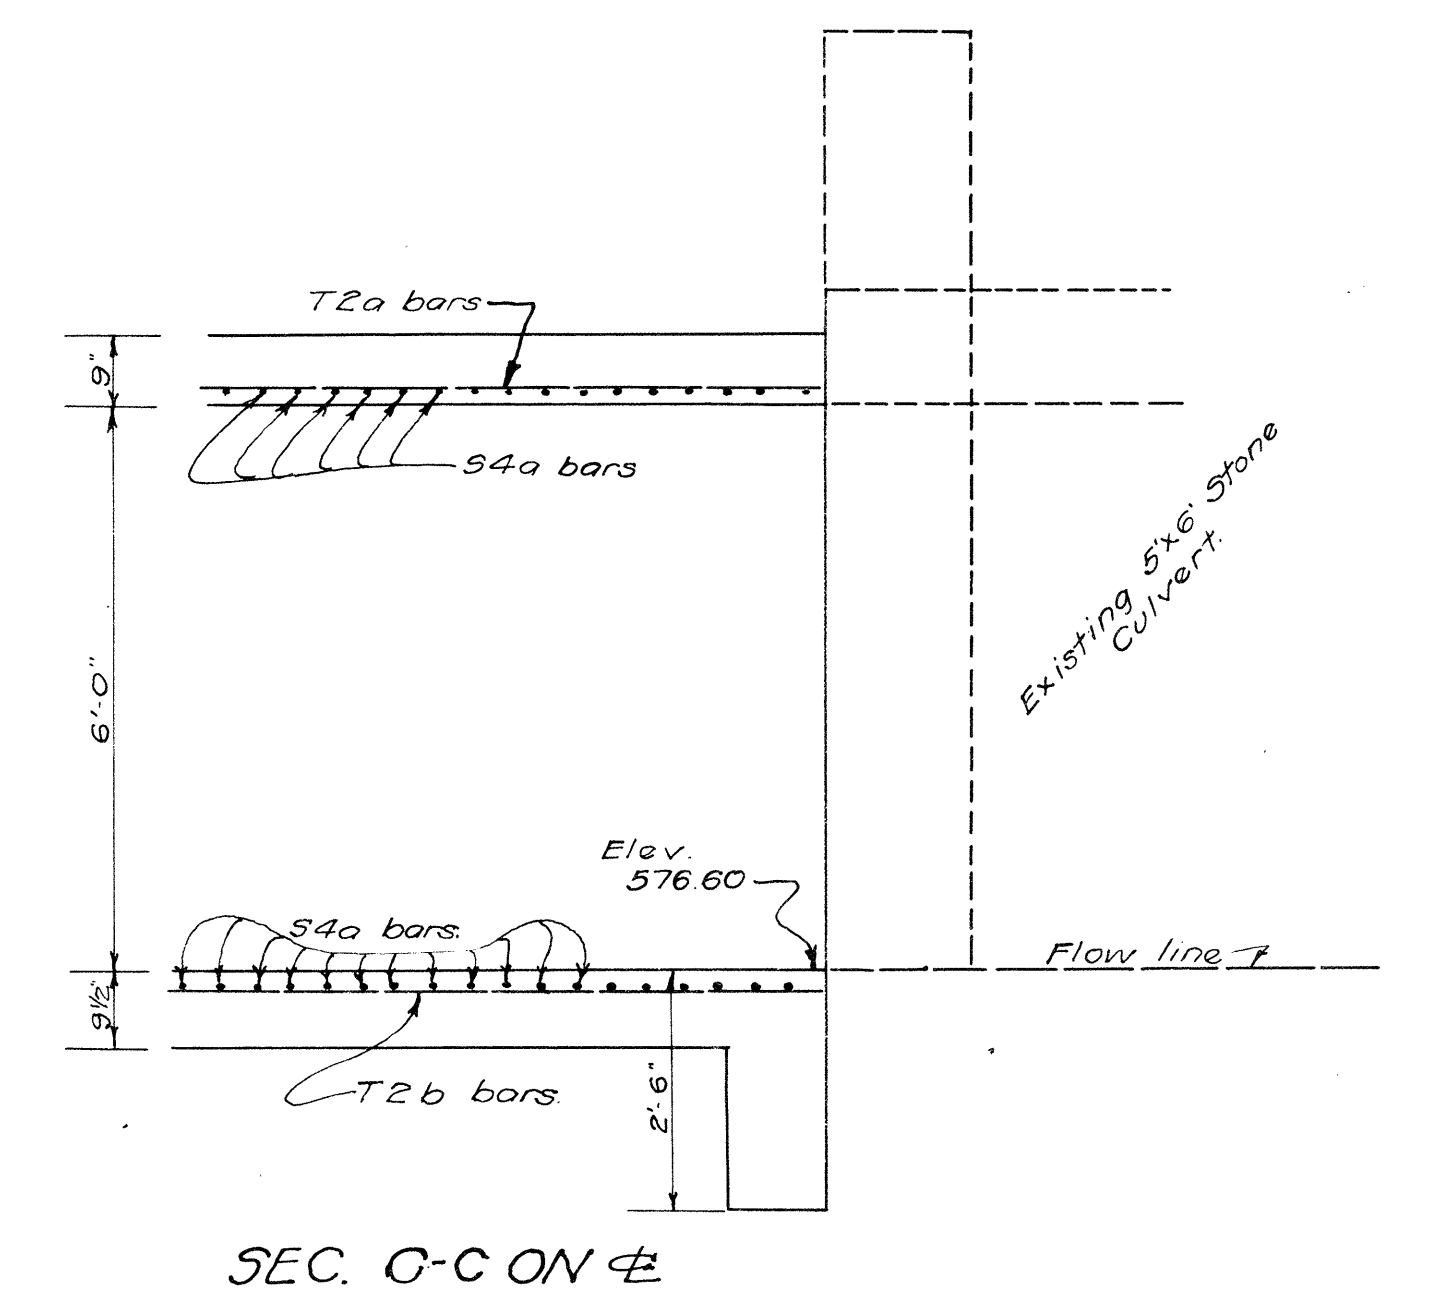 T2a bars
9"
S4a bars
Existing 5'x6' Stone
Culvert.
6'-0"
Elev.
576.60
S4a bars.
Flow line
9½"
T2b bars.
2'-6"
SEC. C-C ON ℄